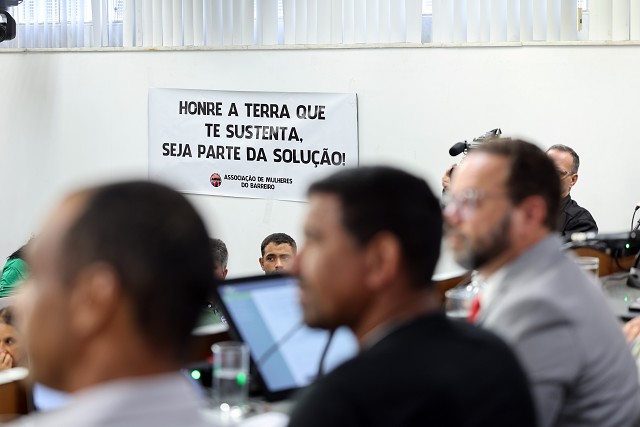 HONRE A TERRA QUE
TE SUSTENTA,
SEJA PARTE DA SOLUÇÃO!
ASSOCIAÇÃO DE MULHERES
DO BARREIRO